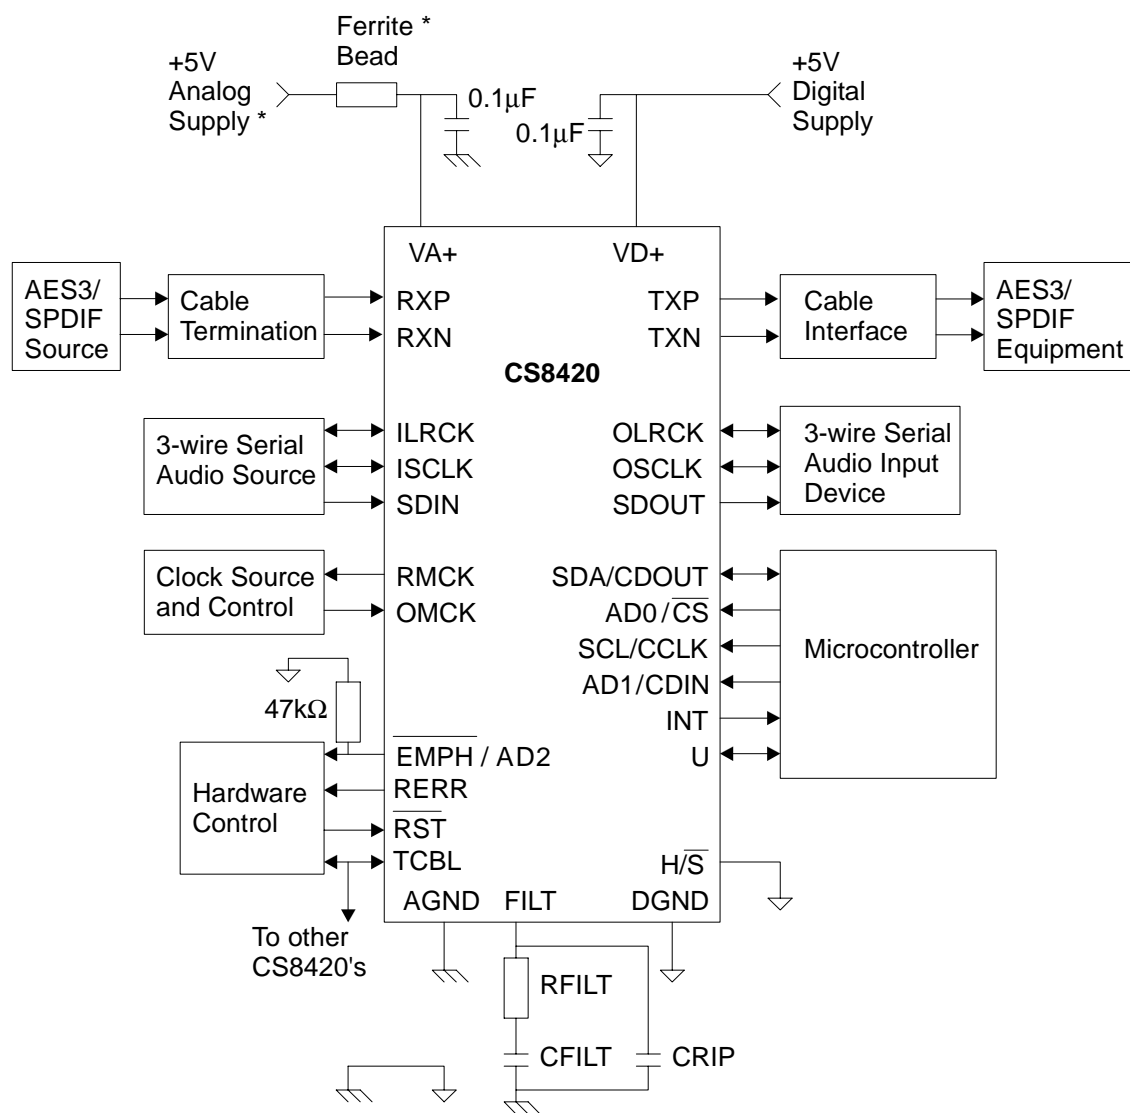 Ferrite *
Bead
+5V
Analog
Supply *
0.1μF
0.1μF
+5V
Digital
Supply
VA+
VD+
AES3/
SPDIF
Source
Cable
Termination
RXP
RXN
TXP
TXN
Cable
Interface
AES3/
SPDIF
Equipment
CS8420
3-wire Serial
Audio Source
ILRCK
ISCLK
SDIN
OLRCK
OSCLK
SDOUT
3-wire Serial
Audio Input
Device
Clock Source
and Control
RMCK
OMCK
SDA/CDOUT
AD0/C̅S̅
SCL/CCLK
AD1/CDIN
INT
U
Microcontroller
47kΩ
E̅M̅P̅H̅ / AD2
RERR
R̅S̅T̅
TCBL
Hardware
Control
H/S̅
AGND
FILT
DGND
To other
CS8420's
RFILT
CFILT
CRIP